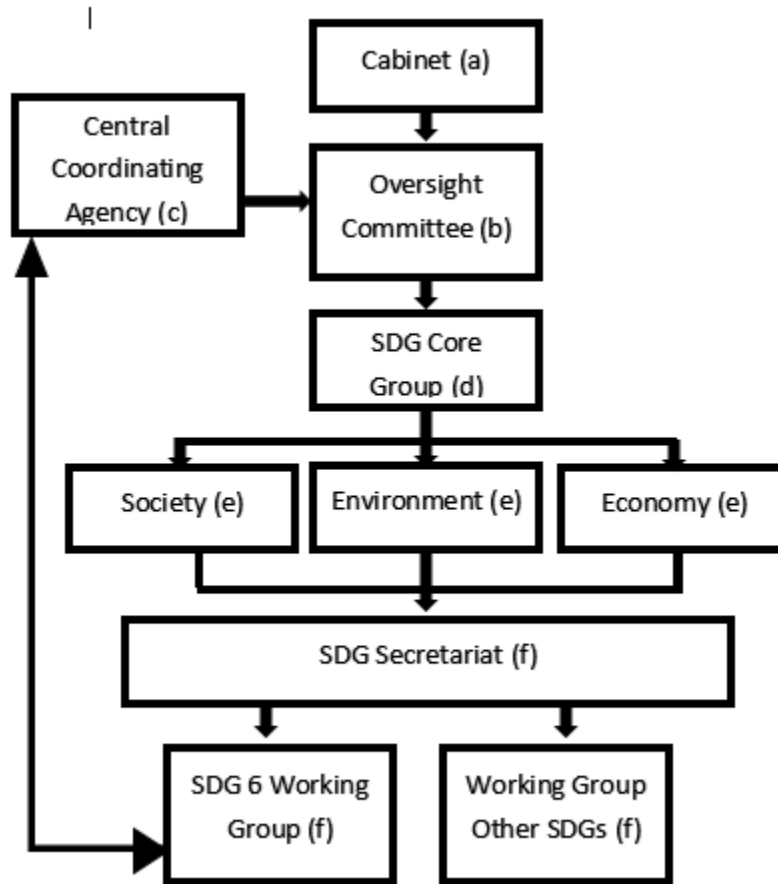 Cabinet (a)
Central
Coordinating
Agency (c)
Oversight
Committee (b)
SDG Core
Group (d)
Society (e)
Environment (e)
Economy (e)
SDG Secretariat (f)
SDG 6 Working
Group (f)
Working Group
Other SDGs (f)